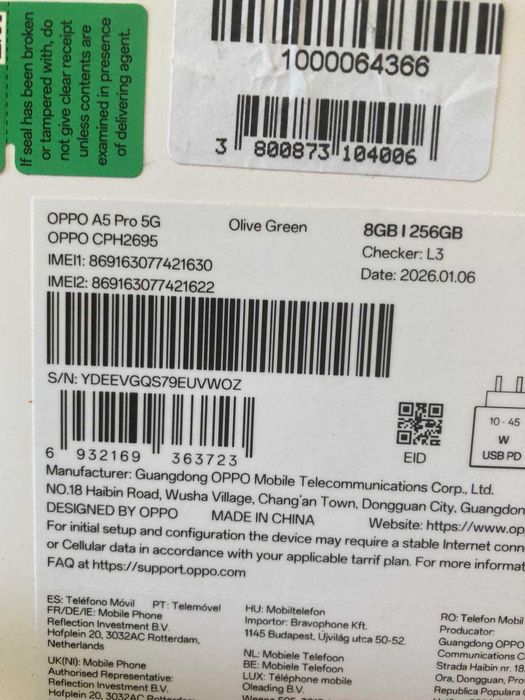 If seal has been broken
or tampered with, do
not give clear receipt
unless contents are
examined in presence
of delivering agent.
1000064366
3 800873 104006
OPPO A5 Pro 5G
Olive Green
8GB | 256GB
OPPO CPH2695
Checker: L3
IMEI1: 869163077421630
Date: 2026.01.06
IMEI2: 869163077421622
S/N: YDEEVGQS79EUVWOZ
6 932169 363723
EID
10 - 45
W
USB PD
Manufacturer: Guangdong OPPO Mobile Telecommunications Corp., Ltd.
NO.18 Haibin Road, Wusha Village, Chang'an Town, Dongguan City, Guangdon
DESIGNED BY OPPO MADE IN CHINA Website: https://www.op
For initial setup and configuration the device may require a stable Internet conn
or Cellular data in accordance with your applicable tarrif plan. For more informat
FAQ at https://support.oppo.com
ES: Teléfono Móvil PT: Telemóvel
FR/DE/IE: Mobile Phone
Reflection Investment B.V.
Hofplein 20, 3032AC Rotterdam,
Netherlands
UK(NI): Mobile Phone
Authorised Representative:
Reflection Investment B.V.
Hofplein 20, 3032AC Rotterdam
HU: Mobiltelefon
Importor: Bravophone Kft.
1145 Budapest, Újvilág utca 50-52.
NL: Mobiele Telefoon
BE: Mobiele Telefoon
LUX: Téléphone mobile
Oleading B.V.
RO: Telefon Mobil
Producator:
Guangdong OPPO
Communications C
Strada Haibin nr. 18
Ora, Dongguan, Pro
Republica Populara